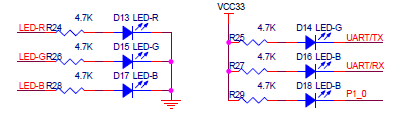 4.7K D13 LED-R
LED-R R24
4.7K D15 LED-G
LED-G R26
4.7K D17 LED-B
LED-B R28
VCC33
4.7K D14 LED-G
R25 UART/TX
4.7K D16 LED-B
R27 UART/RX
4.7K D18 LED-B
R29 P1_0